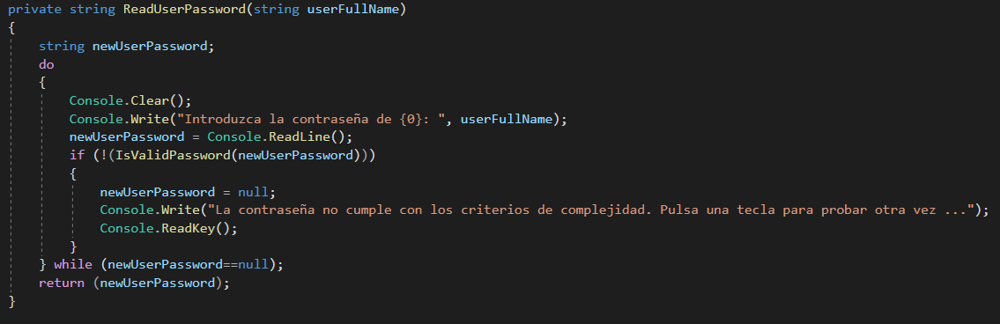 private string ReadUserPassword(string userFullName)
{
    string newUserPassword;
    do
    {
        Console.Clear();
        Console.Write("Introduzca la contraseña de {0}: ", userFullName);
        newUserPassword = Console.ReadLine();
        if (!(IsValidPassword(newUserPassword)))
        {
            newUserPassword = null;
            Console.Write("La contraseña no cumple con los criterios de complejidad. Pulsa una tecla para probar otra vez ...");
            Console.ReadKey();
        }
    } while (newUserPassword==null);
    return (newUserPassword);
}